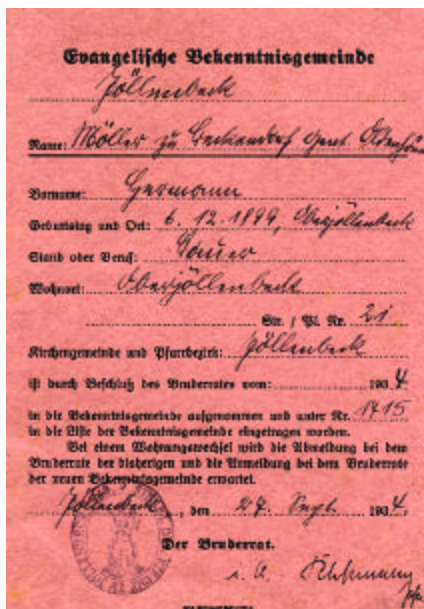 Evangelische Bekenntnisgemeinde
Jöllenbeck
Name: Möller zu Beckendorf gent.
Vorname: Hermann
Geburtstag und Ort: 6. 12. 1899, Oberjöllenbeck
Stand oder Beruf: Bauer
Wohnort: Oberjöllenbeck
Str. / Pl. Nr. 21
Kirchengemeinde und Pfarrbezirk: Jöllenbeck
ist durch Beschluß des Bruderrates vom: 1934
in die Bekenntnisgemeinde aufgenommen und unter Nr. 1415
in die Liste der Bekenntnisgemeinde eingetragen worden.
Bei einem Wohnungswechsel wird die Abmeldung bei dem
Bruderrate der bisherigen und die Anmeldung bei dem Bruderrate
der neuen Bekenntnisgemeinde erwartet.
Jöllenbeck, den 27. Sept. 1934.
Der Bruderrat.
i. A.